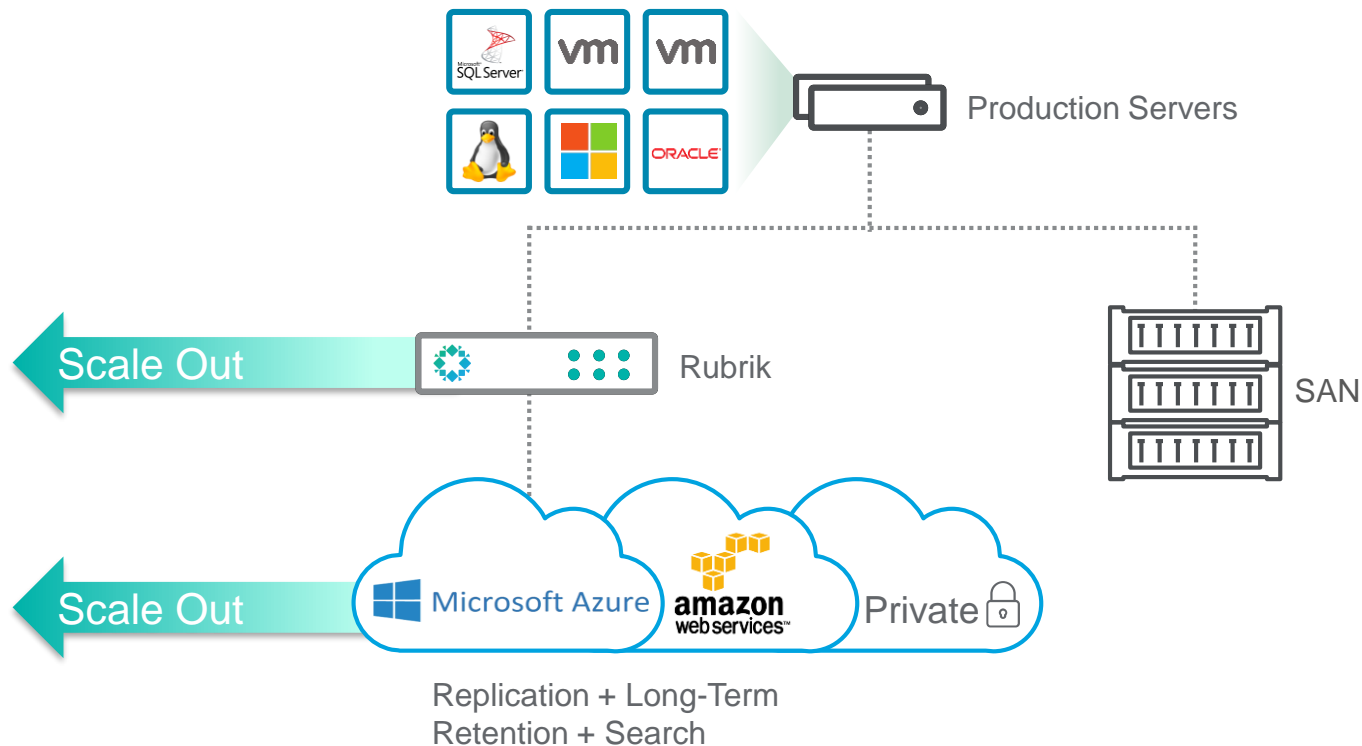 Microsoft
SQL Server
vm
vm
ORACLE
Production Servers
Scale Out
Rubrik
SAN
Scale Out
Microsoft Azure
amazon
web services™
Private
Replication + Long-Term
Retention + Search